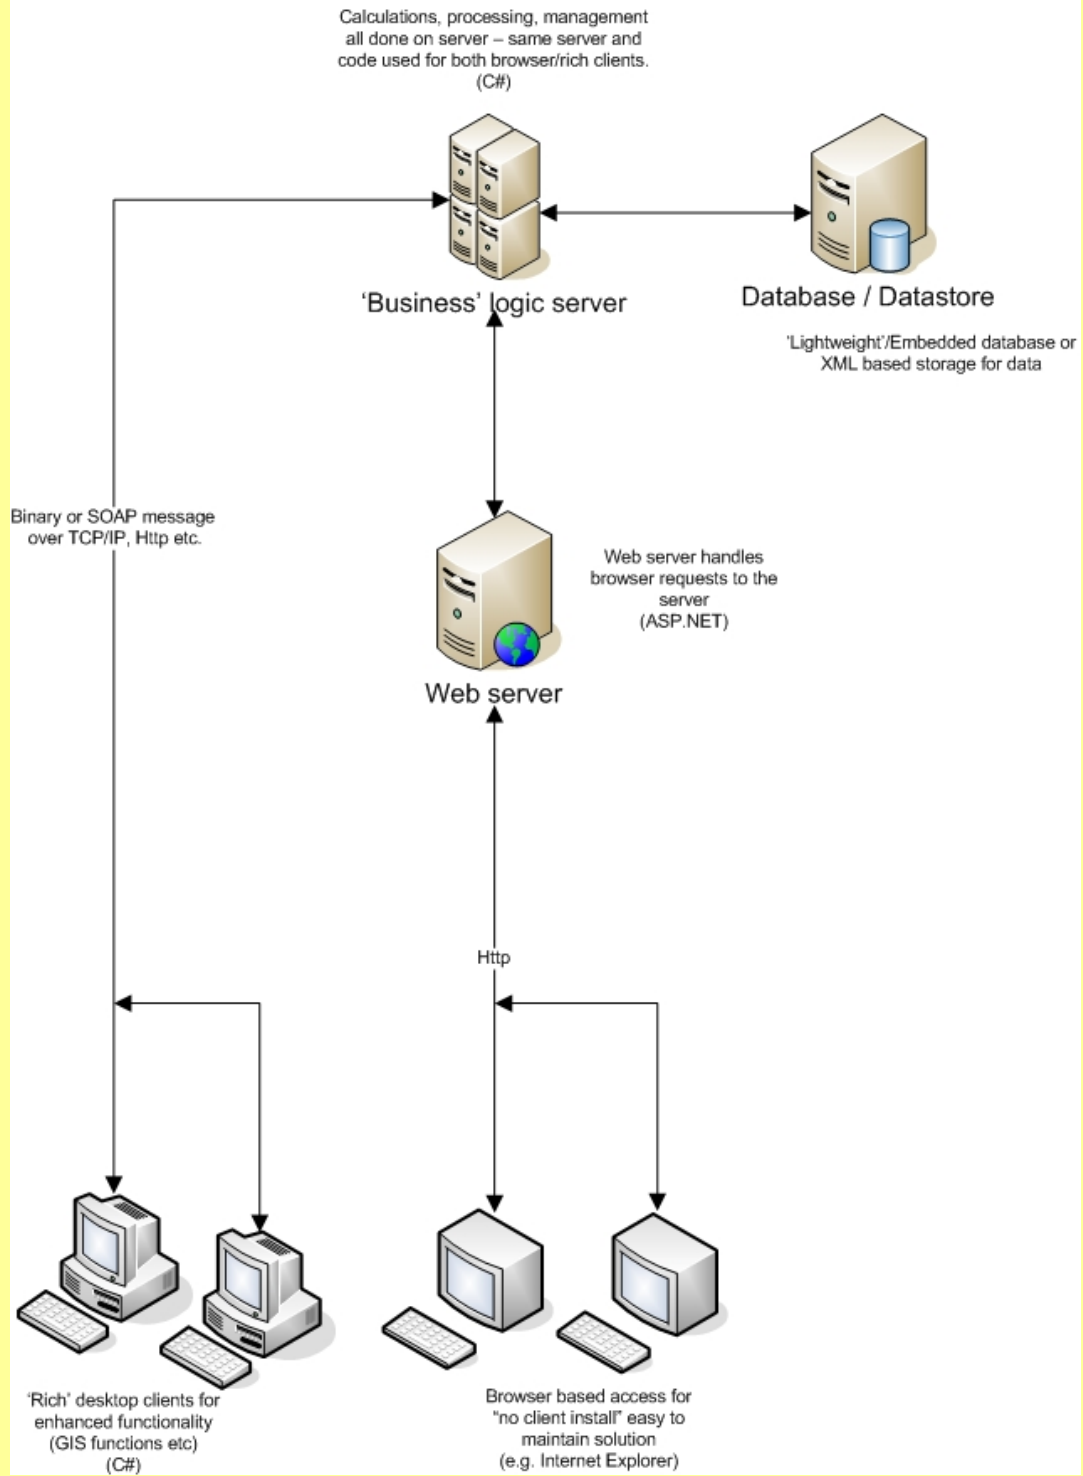 Calculations, processing, management
all done on server – same server and
code used for both browser/rich clients.
(C#)
'Business' logic server
Database / Datastore
'Lightweight'/Embedded database or
XML based storage for data
Binary or SOAP message
over TCP/IP, Http etc.
Web server handles
browser requests to the
server
(ASP.NET)
Web server
Http
'Rich' desktop clients for
enhanced functionality
(GIS functions etc)
(C#)
Browser based access for
"no client install" easy to
maintain solution
(e.g. Internet Explorer)